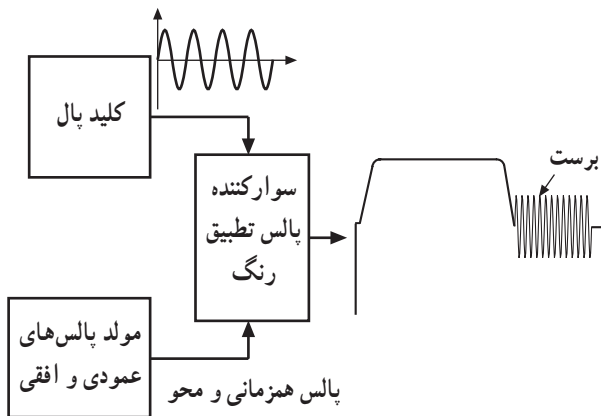 کلید پال
سوارکننده
پالس تطبیق
رنگ
برست
مولد پالس‌های
عمودی و افقی
پالس همزمانی و محو